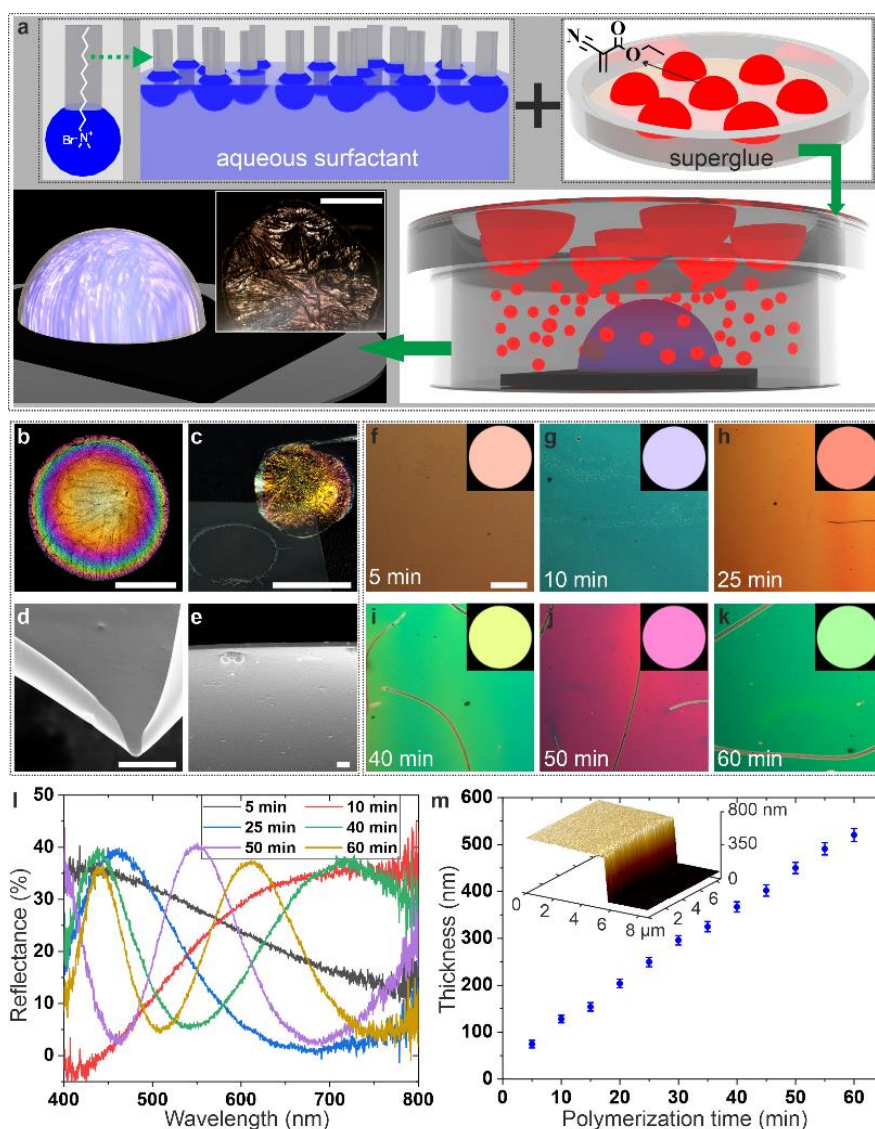 a
Br- N+
aqueous surfactant
+
N
O
O
superglue
b
c
d
e
f
5 min
g
10 min
h
25 min
i
40 min
j
50 min
k
60 min
l
50
40
30
20
10
0
Reflectance (%)
5 min 10 min
25 min 40 min
50 min 60 min
400 500 600 700 800
Wavelength (nm)
m
600
500
400
300
200
100
0
Thickness (nm)
800 nm
350
0
0 2 4 6 8 μm
2 4 6
0 10 20 30 40 50 60
Polymerization time (min)